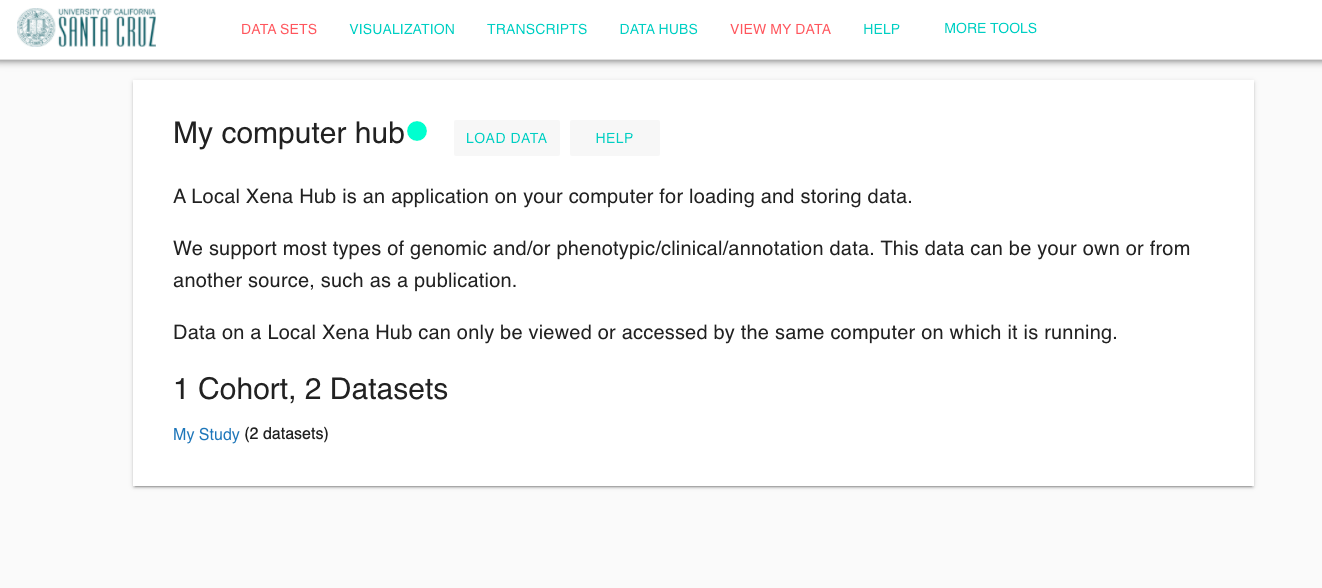 UNIVERSITY OF CALIFORNIA
SANTA CRUZ
DATA SETS VISUALIZATION TRANSCRIPTS DATA HUBS VIEW MY DATA HELP MORE TOOLS
My computer hub LOAD DATA HELP
A Local Xena Hub is an application on your computer for loading and storing data.
We support most types of genomic and/or phenotypic/clinical/annotation data. This data can be your own or from
another source, such as a publication.
Data on a Local Xena Hub can only be viewed or accessed by the same computer on which it is running.
1 Cohort, 2 Datasets
My Study (2 datasets)